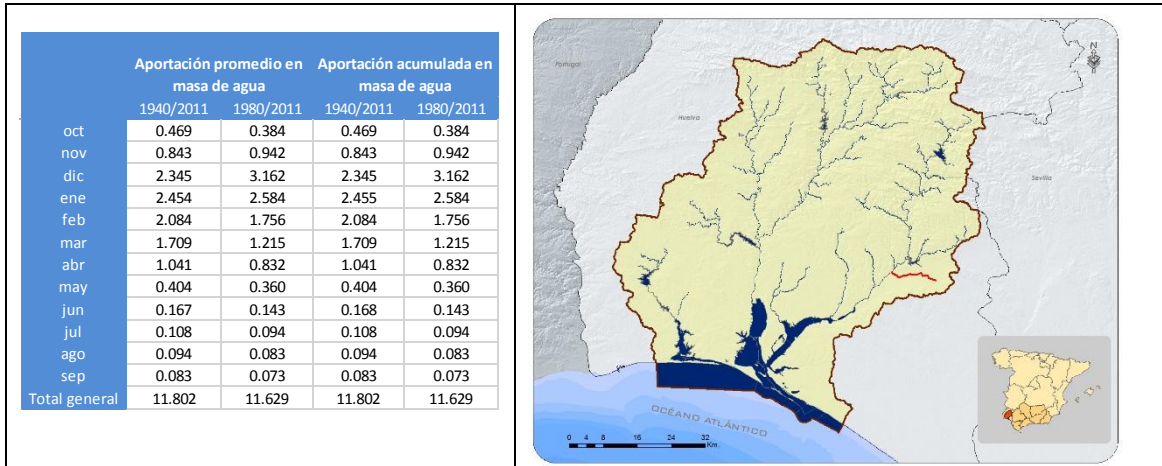 Aportación promedio en Aportación acumulada en
masa de agua masa de agua
1940/2011 1980/2011 1940/2011 1980/2011
oct 0.469 0.384 0.469 0.384
nov 0.843 0.942 0.843 0.942
dic 2.345 3.162 2.345 3.162
ene 2.454 2.584 2.455 2.584
feb 2.084 1.756 2.084 1.756
mar 1.709 1.215 1.709 1.215
abr 1.041 0.832 1.041 0.832
may 0.404 0.360 0.404 0.360
jun 0.167 0.143 0.168 0.143
jul 0.108 0.094 0.108 0.094
ago 0.094 0.083 0.094 0.083
sep 0.083 0.073 0.083 0.073
Total general 11.802 11.629 11.802 11.629
N
Portugal
Huelva
Sevilla
OCÉANO ATLÁNTICO
0 4 8 16 24 32
Km.